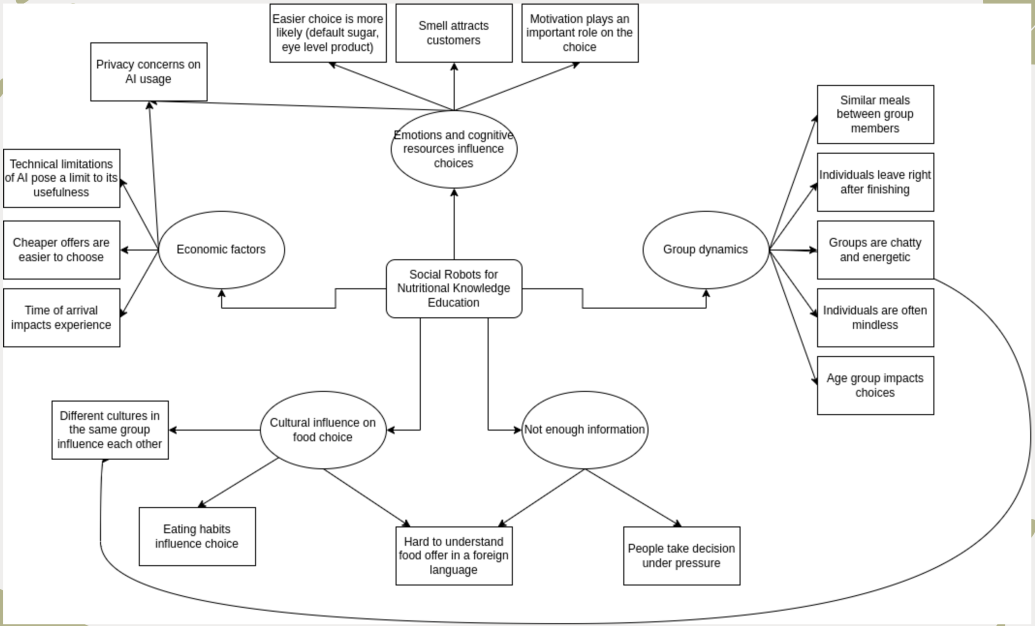 Easier choice is more
likely (default sugar,
eye level product)
Smell attracts
customers
Motivation plays an
important role on the
choice
Privacy concerns on
AI usage
Emotions and cognitive
resources influence
choices
Similar meals
between group
members
Technical limitations
of AI pose a limit to its
usefulness
Individuals leave right
after finishing
Cheaper offers are
easier to choose
Economic factors
Group dynamics
Groups are chatty
and energetic
Social Robots for
Nutritional Knowledge
Education
Time of arrival
impacts experience
Individuals are often
mindless
Age group impacts
choices
Different cultures in
the same group
influence each other
Cultural influence on
food choice
Not enough information
Eating habits
influence choice
Hard to understand
food offer in a foreign
language
People take decision
under pressure